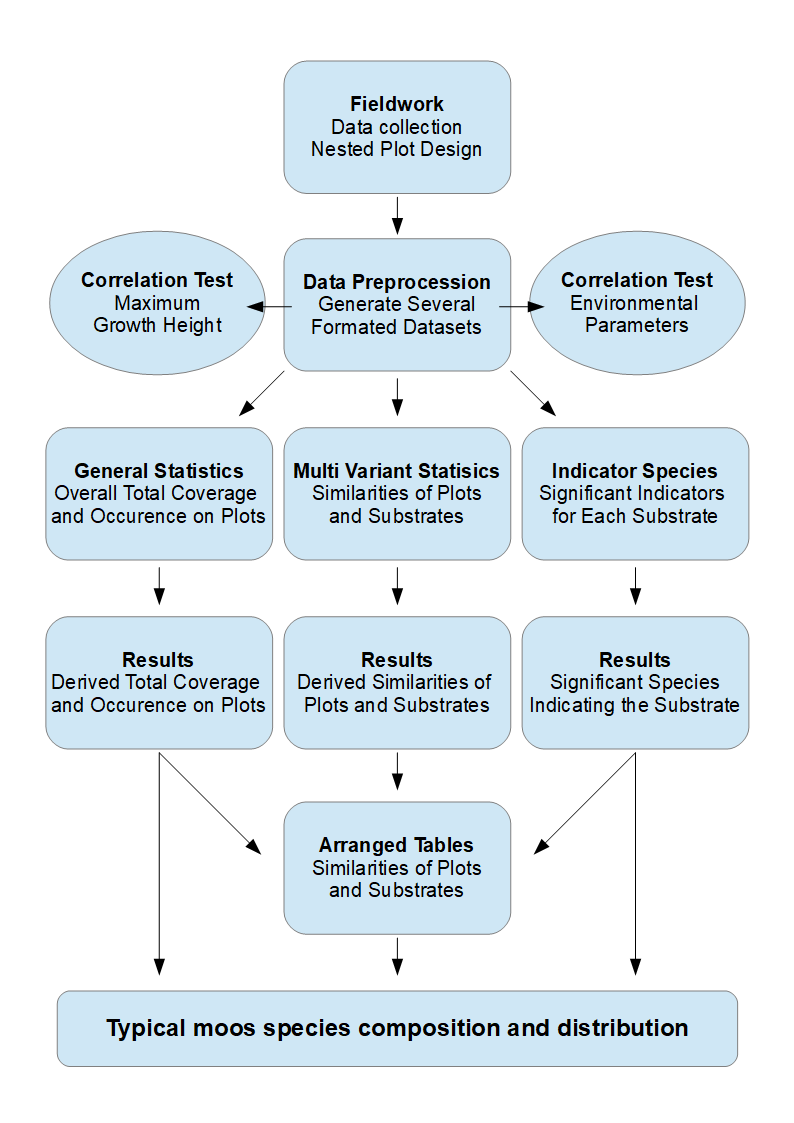 Fieldwork
Data collection
Nested Plot Design
Correlation Test
Maximum
Growth Height
Data Preprocession
Generate Several
Formated Datasets
Correlation Test
Environmental
Parameters
General Statistics
Overall Total Coverage
and Occurence on Plots
Multi Variant Statisics
Similarities of Plots
and Substrates
Indicator Species
Significant Indicators
for Each Substrate
Results
Derived Total Coverage
and Occurence on Plots
Results
Derived Similarities of
Plots and Substrates
Results
Significant Species
Indicating the Substrate
Arranged Tables
Similarities of Plots
and Substrates
Typical moos species composition and distribution